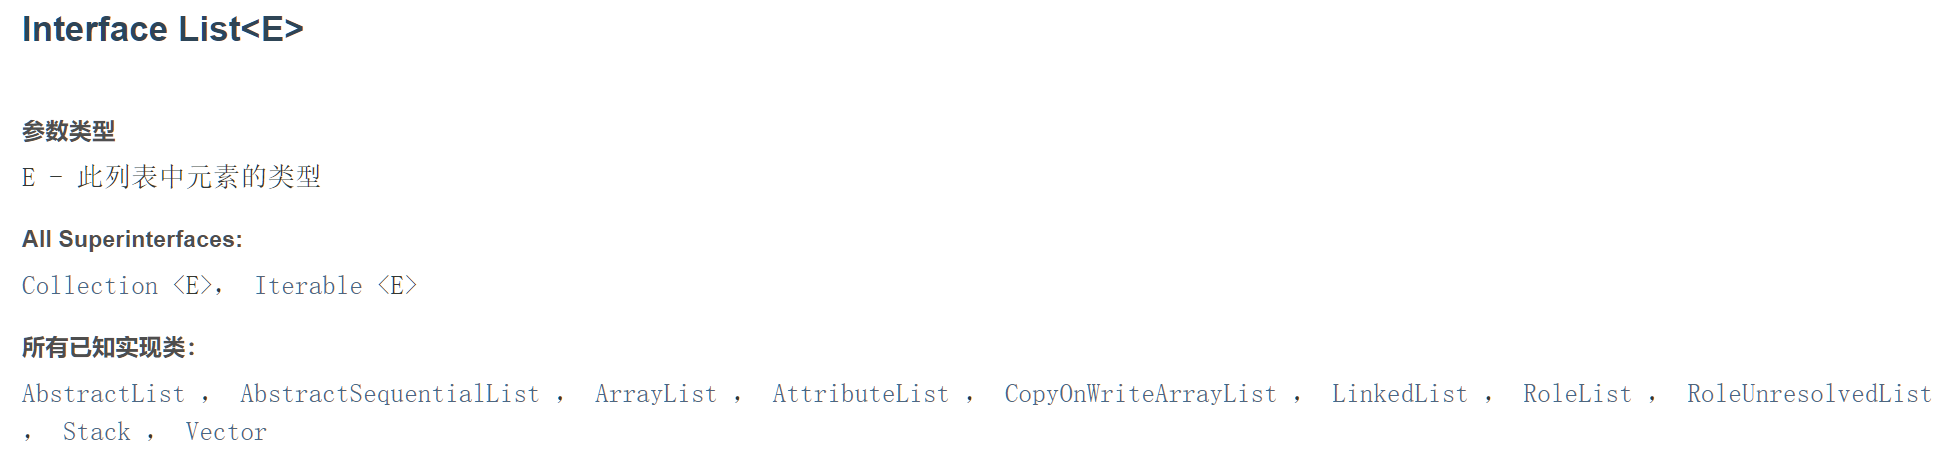 Interface List<E>
参数类型
E - 此列表中元素的类型
All Superinterfaces:
Collection <E>， Iterable <E>
所有已知实现类：
AbstractList ， AbstractSequentialList ， ArrayList ， AttributeList ， CopyOnWriteArrayList ， LinkedList ， RoleList ， RoleUnresolvedList
， Stack ， Vector